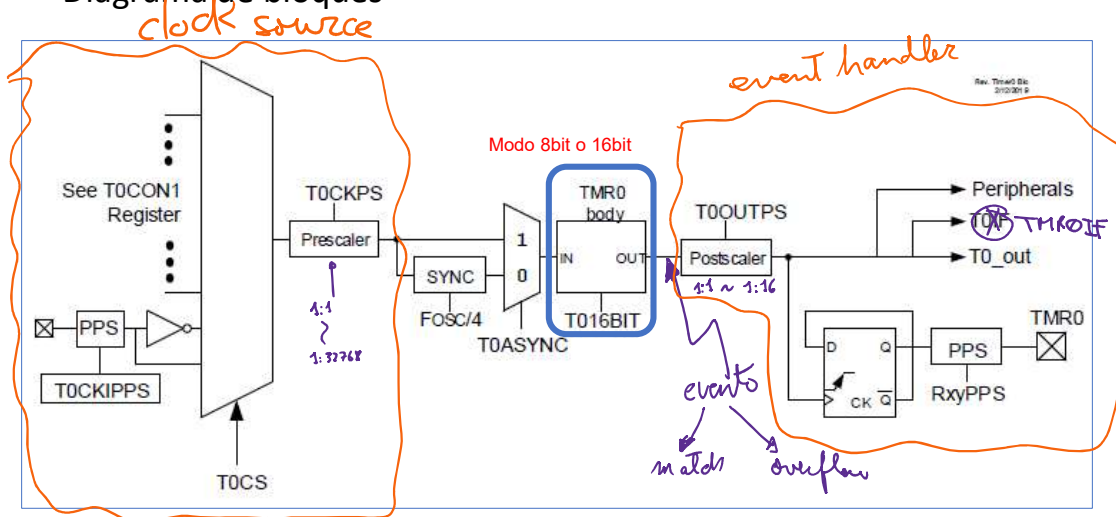 Diagrama de bloques
clock source
event handler
Rev. Timer0 Blo
2/12/201 9
Modo 8bit o 16bit
See T0CON1
Register
T0CKPS
Prescaler
1:1
1:32768
PPS
T0CKIPPS
T0CS
SYNC
FOSC/4
1
0
T0ASYNC
TMR0
body
IN
OUT
T016BIT
T0OUTPS
Postscaler
1:1 ~ 1:16
Peripherals
TMR0IF
T0_out
TMR0
D
Q
CK
Q
PPS
RxyPPS
evento
match
overflow